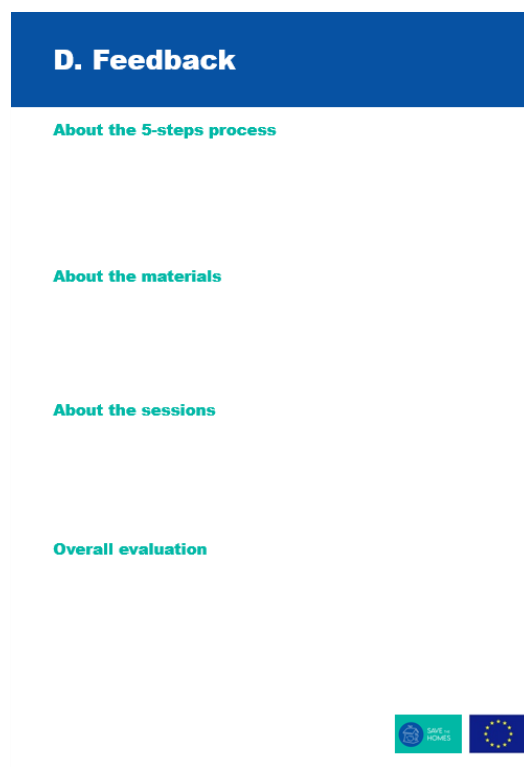 D. Feedback
About the 5-steps process
About the materials
About the sessions
Overall evaluation
SAVE the
HOMES